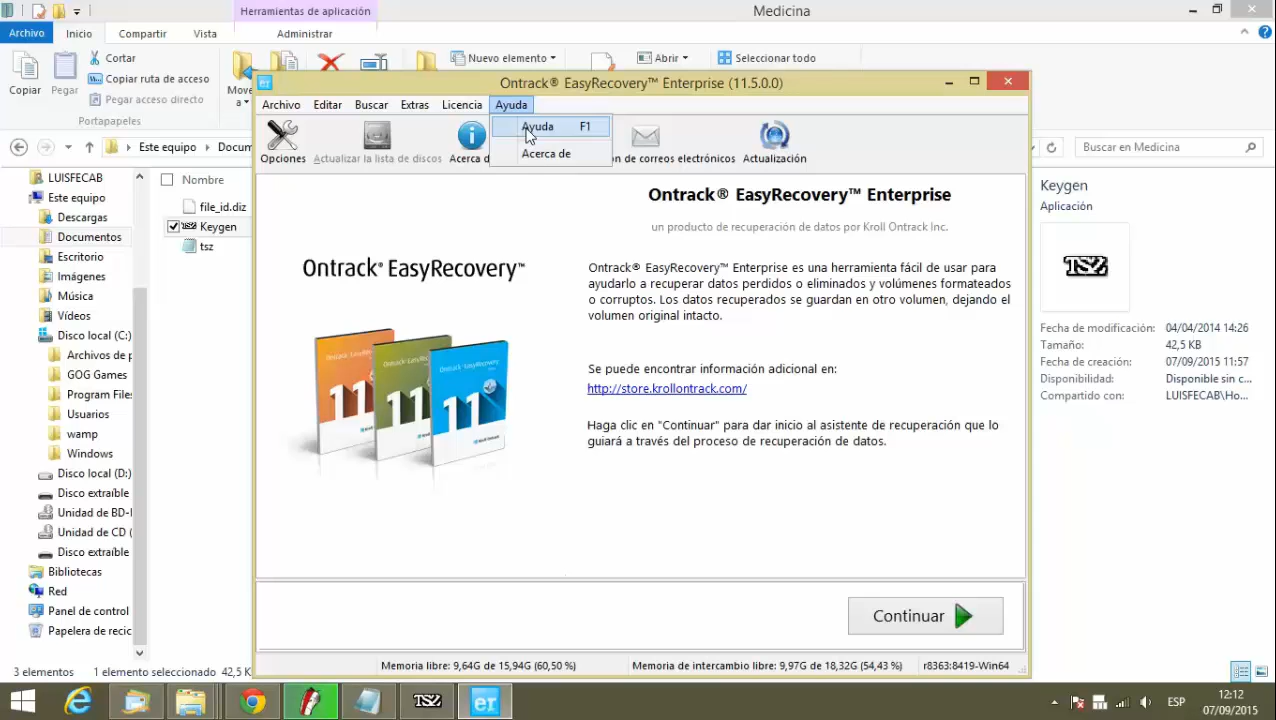 Herramientas de aplicación
Medicina
Archivo
Inicio
Compartir
Vista
Administrar
Copiar
Pegar
Cortar
Copiar ruta de acceso
Pegar acceso directo
Portapapeles
Move
a
Nuevo elemento
Abrir
Seleccionar todo
Este equipo
Docum
Buscar en Medicina
LUISFECAB
Este equipo
Descargas
Documentos
Escritorio
Imágenes
Música
Vídeos
Disco local (C:)
Archivos de p
GOG Games
Program Files
Usuarios
wamp
Windows
Disco local (D:)
Disco extraíble
Unidad de BD-
Unidad de CD (
Disco extraíble
Bibliotecas
Red
Panel de control
Papelera de recic
Nombre
file_id.diz
Keygen
tsz
3 elementos
1 elemento seleccionado 42,5 K
er
Ontrack® EasyRecovery™ Enterprise (11.5.0.0)
Archivo
Editar
Buscar
Extras
Licencia
Ayuda
Ayuda F1
Acerca de
Opciones
Actualizar la lista de discos
Acerca d
n de correos electrónicos
Actualización
Ontrack® EasyRecovery™ Enterprise
un producto de recuperación de datos por Kroll Ontrack Inc.
Ontrack® EasyRecovery™
Ontrack® EasyRecovery™ Enterprise es una herramienta fácil de usar para
ayudarlo a recuperar datos perdidos o eliminados y volúmenes formateados
o corruptos. Los datos recuperados se guardan en otro volumen, dejando el
volumen original intacto.
Se puede encontrar información adicional en:
http://store.krollontrack.com/
Haga clic en "Continuar" para dar inicio al asistente de recuperación que lo
guiará a través del proceso de recuperación de datos.
11
11
11
Continuar
Memoria libre: 9,64G de 15,94G (60,50 %)
Memoria de intercambio libre: 9,97G de 18,32G (54,43 %)
r8363:8419-Win64
Keygen
Aplicación
TSZ
Fecha de modificación: 04/04/2014 14:26
Tamaño: 42,5 KB
Fecha de creación: 07/09/2015 11:57
Disponibilidad: Disponible sin c...
Compartido con: LUISFECAB\Ho...
TSZ
er
ESP
12:12
07/09/2015